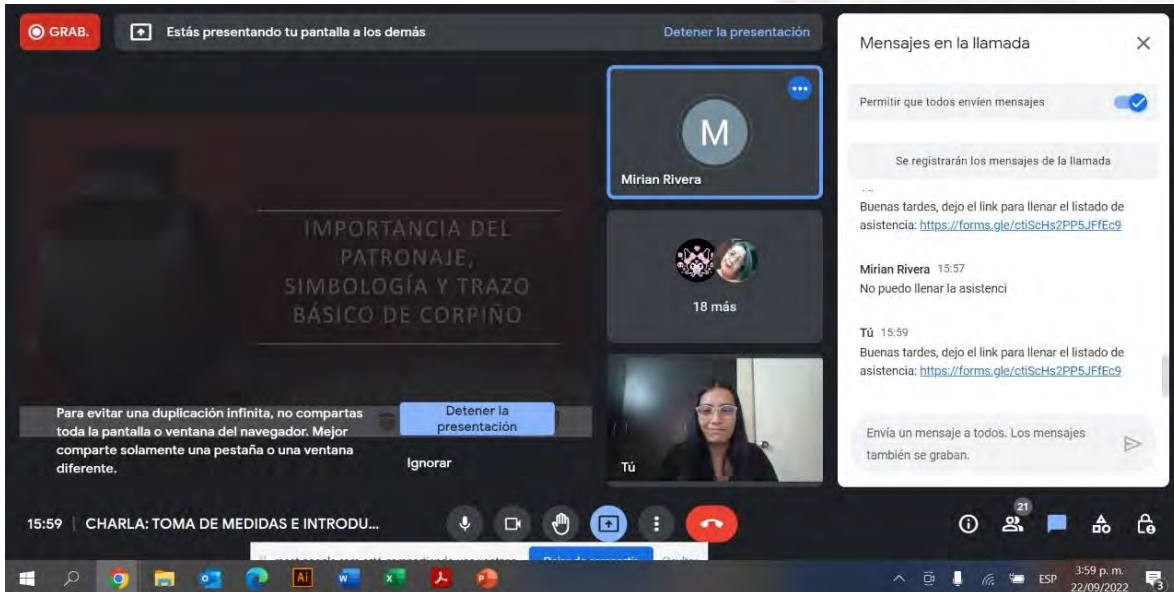 GRAB.
Estás presentando tu pantalla a los demás
Detener la presentación
IMPORTANCIA DEL
PATRONAJE,
SIMBOLOGÍA Y TRAZO
BÁSICO DE CORPIÑO
Para evitar una duplicación infinita, no compartas
toda la pantalla o ventana del navegador. Mejor
comparte solamente una pestaña o una ventana
diferente.
Detener la
presentación
Ignorar
M
Mirian Rivera
18 más
Tú
Mensajes en la llamada
Permitir que todos envíen mensajes
Se registrarán los mensajes de la llamada
Buenas tardes, dejo el link para llenar el listado de
asistencia: https://forms.gle/ctiScHs2PP5JFfEc9
Mirian Rivera 15:57
No puedo llenar la asistenci
Tú 15:59
Buenas tardes, dejo el link para llenar el listado de
asistencia: https://forms.gle/ctiScHs2PP5JFfEc9
Envía un mensaje a todos. Los mensajes
también se graban.
15:59 | CHARLA: TOMA DE MEDIDAS E INTRODU...
21
Ai
ESP
3:59 p. m.
22/09/2022
3